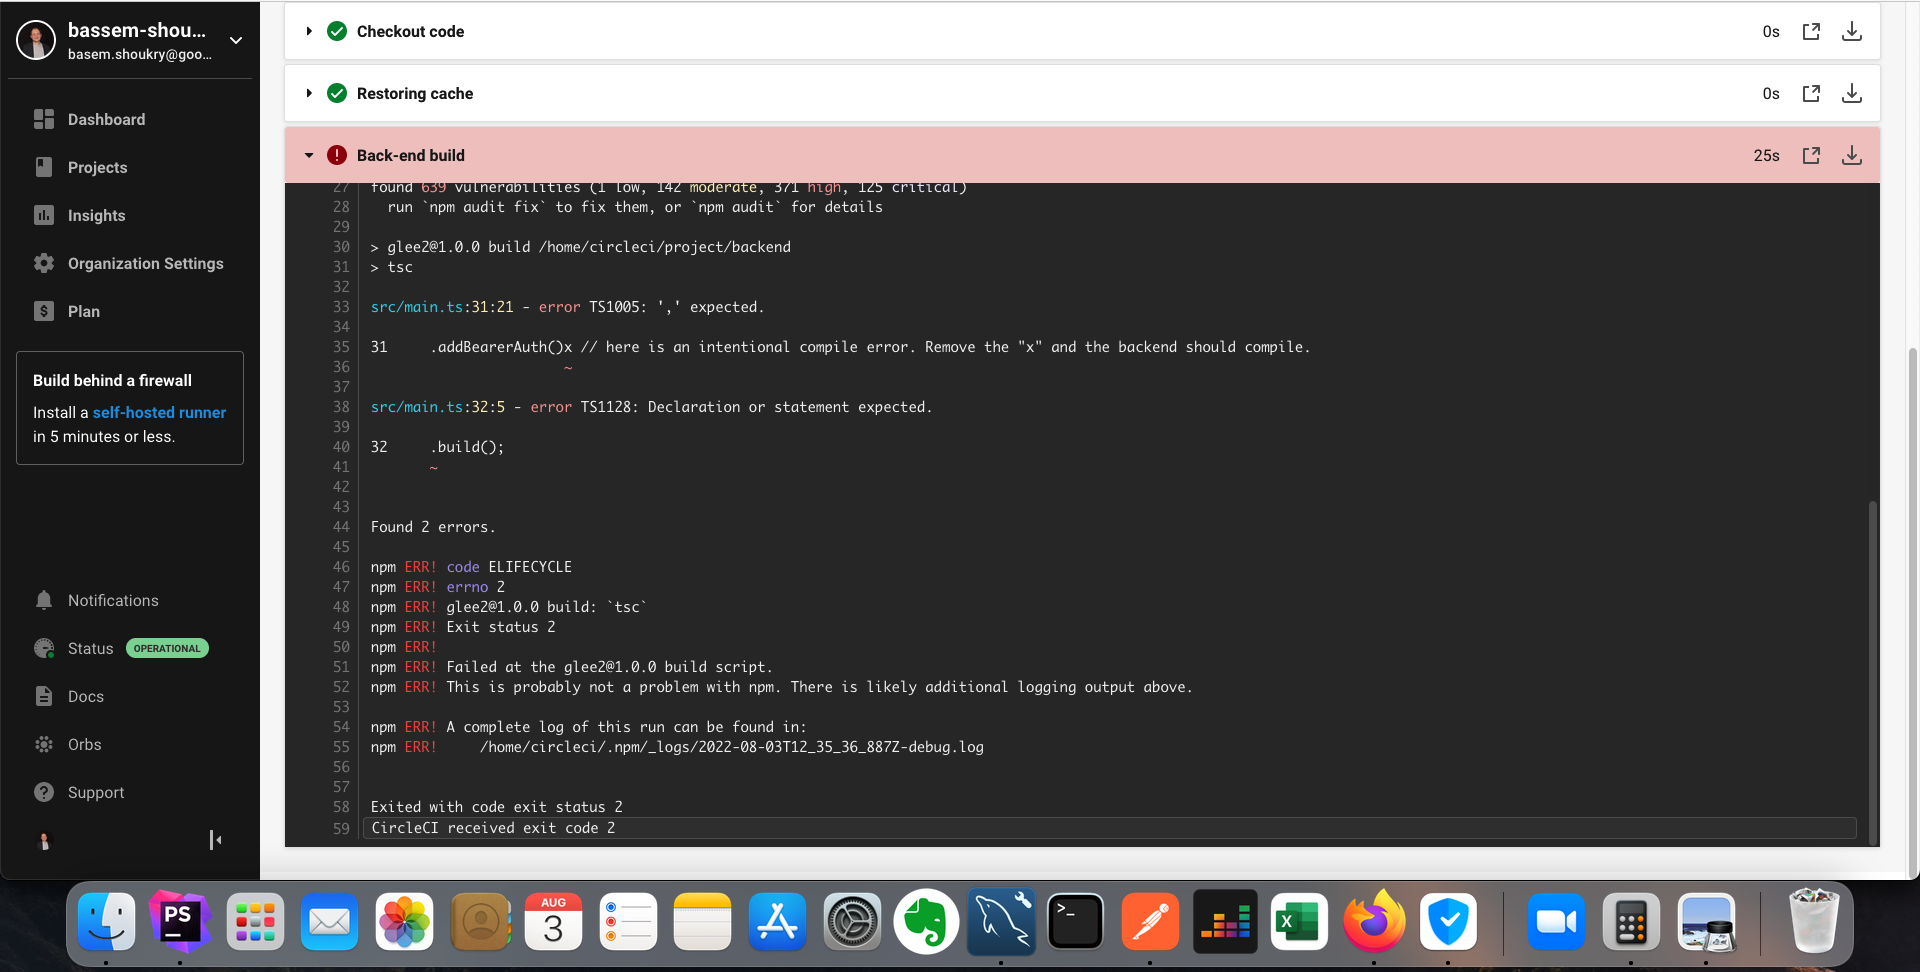 bassem-shou...
basem.shoukry@goo...
Dashboard
Projects
Insights
Organization Settings
Plan
Build behind a firewall
Install a self-hosted runner
in 5 minutes or less.
Notifications
Status OPERATIONAL
Docs
Orbs
Support
Checkout code 0s
Restoring cache 0s
Back-end build 25s
27 found 639 vulnerabilities (1 low, 142 moderate, 371 high, 125 critical)
28 run `npm audit fix` to fix them, or `npm audit` for details
29
30 > glee2@1.0.0 build /home/circleci/project/backend
31 > tsc
32
33 src/main.ts:31:21 - error TS1005: ',' expected.
34
35 31 .addBearerAuth()x // here is an intentional compile error. Remove the "x" and the backend should compile.
36 ~
37
38 src/main.ts:32:5 - error TS1128: Declaration or statement expected.
39
40 32 .build();
41 ~
42
43
44 Found 2 errors.
45
46 npm ERR! code ELIFECYCLE
47 npm ERR! errno 2
48 npm ERR! glee2@1.0.0 build: `tsc`
49 npm ERR! Exit status 2
50 npm ERR!
51 npm ERR! Failed at the glee2@1.0.0 build script.
52 npm ERR! This is probably not a problem with npm. There is likely additional logging output above.
53
54 npm ERR! A complete log of this run can be found in:
55 npm ERR! /home/circleci/.npm/_logs/2022-08-03T12_35_36_887Z-debug.log
56
57
58 Exited with code exit status 2
59 CircleCI received exit code 2
PS
AUG
3
>_
X